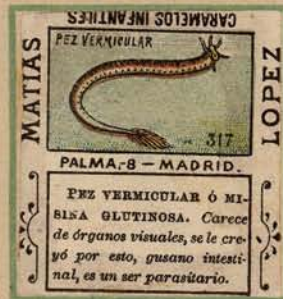 CARAMELOS INFANTILES
PEZ VERMICULAR
MATIAS
LOPEZ
317
PALMA,-8 — MADRID.
PEZ VERMICULAR Ó MI-
SINA GLUTINOSA. Carece
de órganos visuales, se le cre-
yó por esto, gusano intesti-
nal, es un ser parasitario.